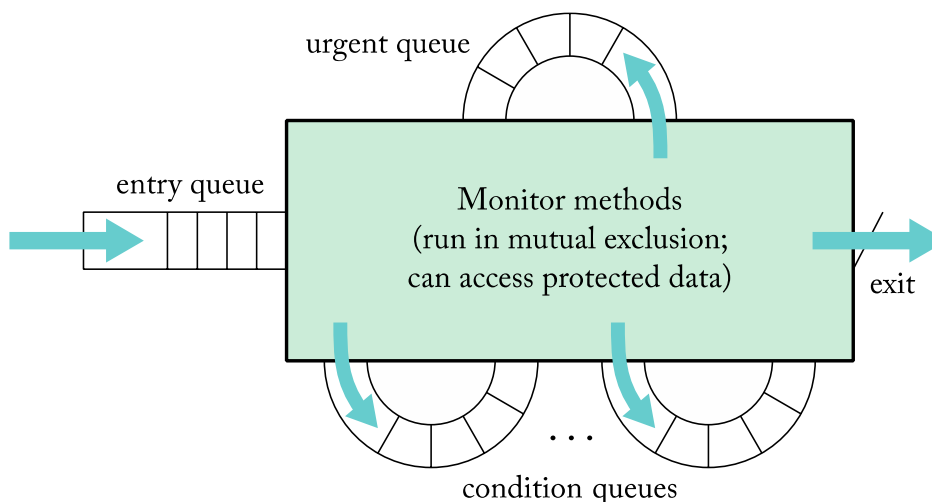 urgent queue
entry queue
Monitor methods
(run in mutual exclusion;
can access protected data)
exit
...
condition queues